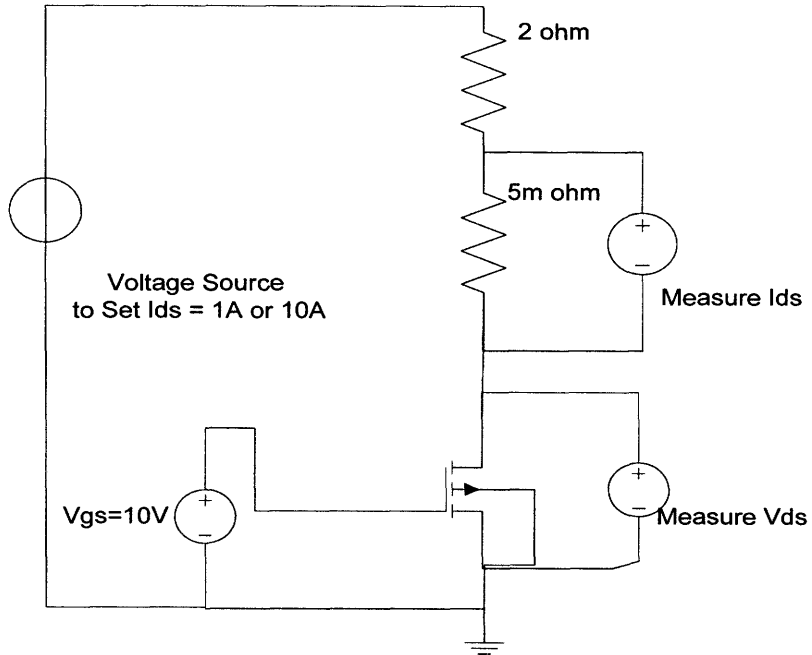 2 ohm
5m ohm
+
−
Measure Ids
Voltage Source
to Set Ids = 1A or 10A
Vgs=10V
+
−
+
−
Measure Vds